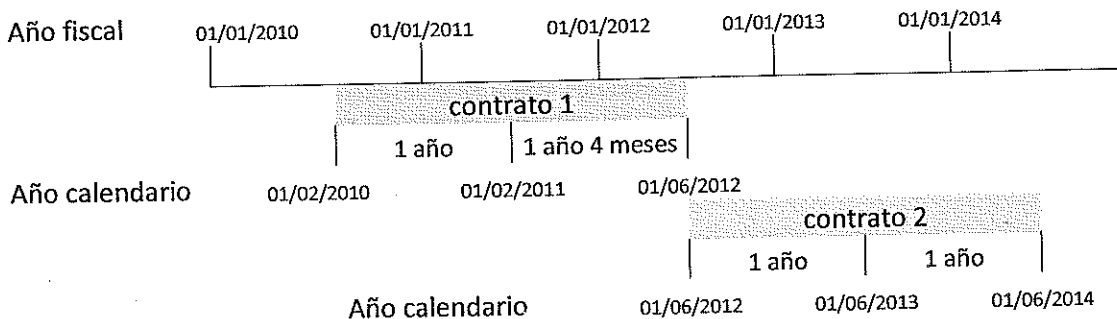 Año fiscal 01/01/2010 01/01/2011 01/01/2012 01/01/2013 01/01/2014
contrato 1
1 año 1 año 4 meses
Año calendario 01/02/2010 01/02/2011 01/06/2012
contrato 2
1 año 1 año
Año calendario 01/06/2012 01/06/2013 01/06/2014